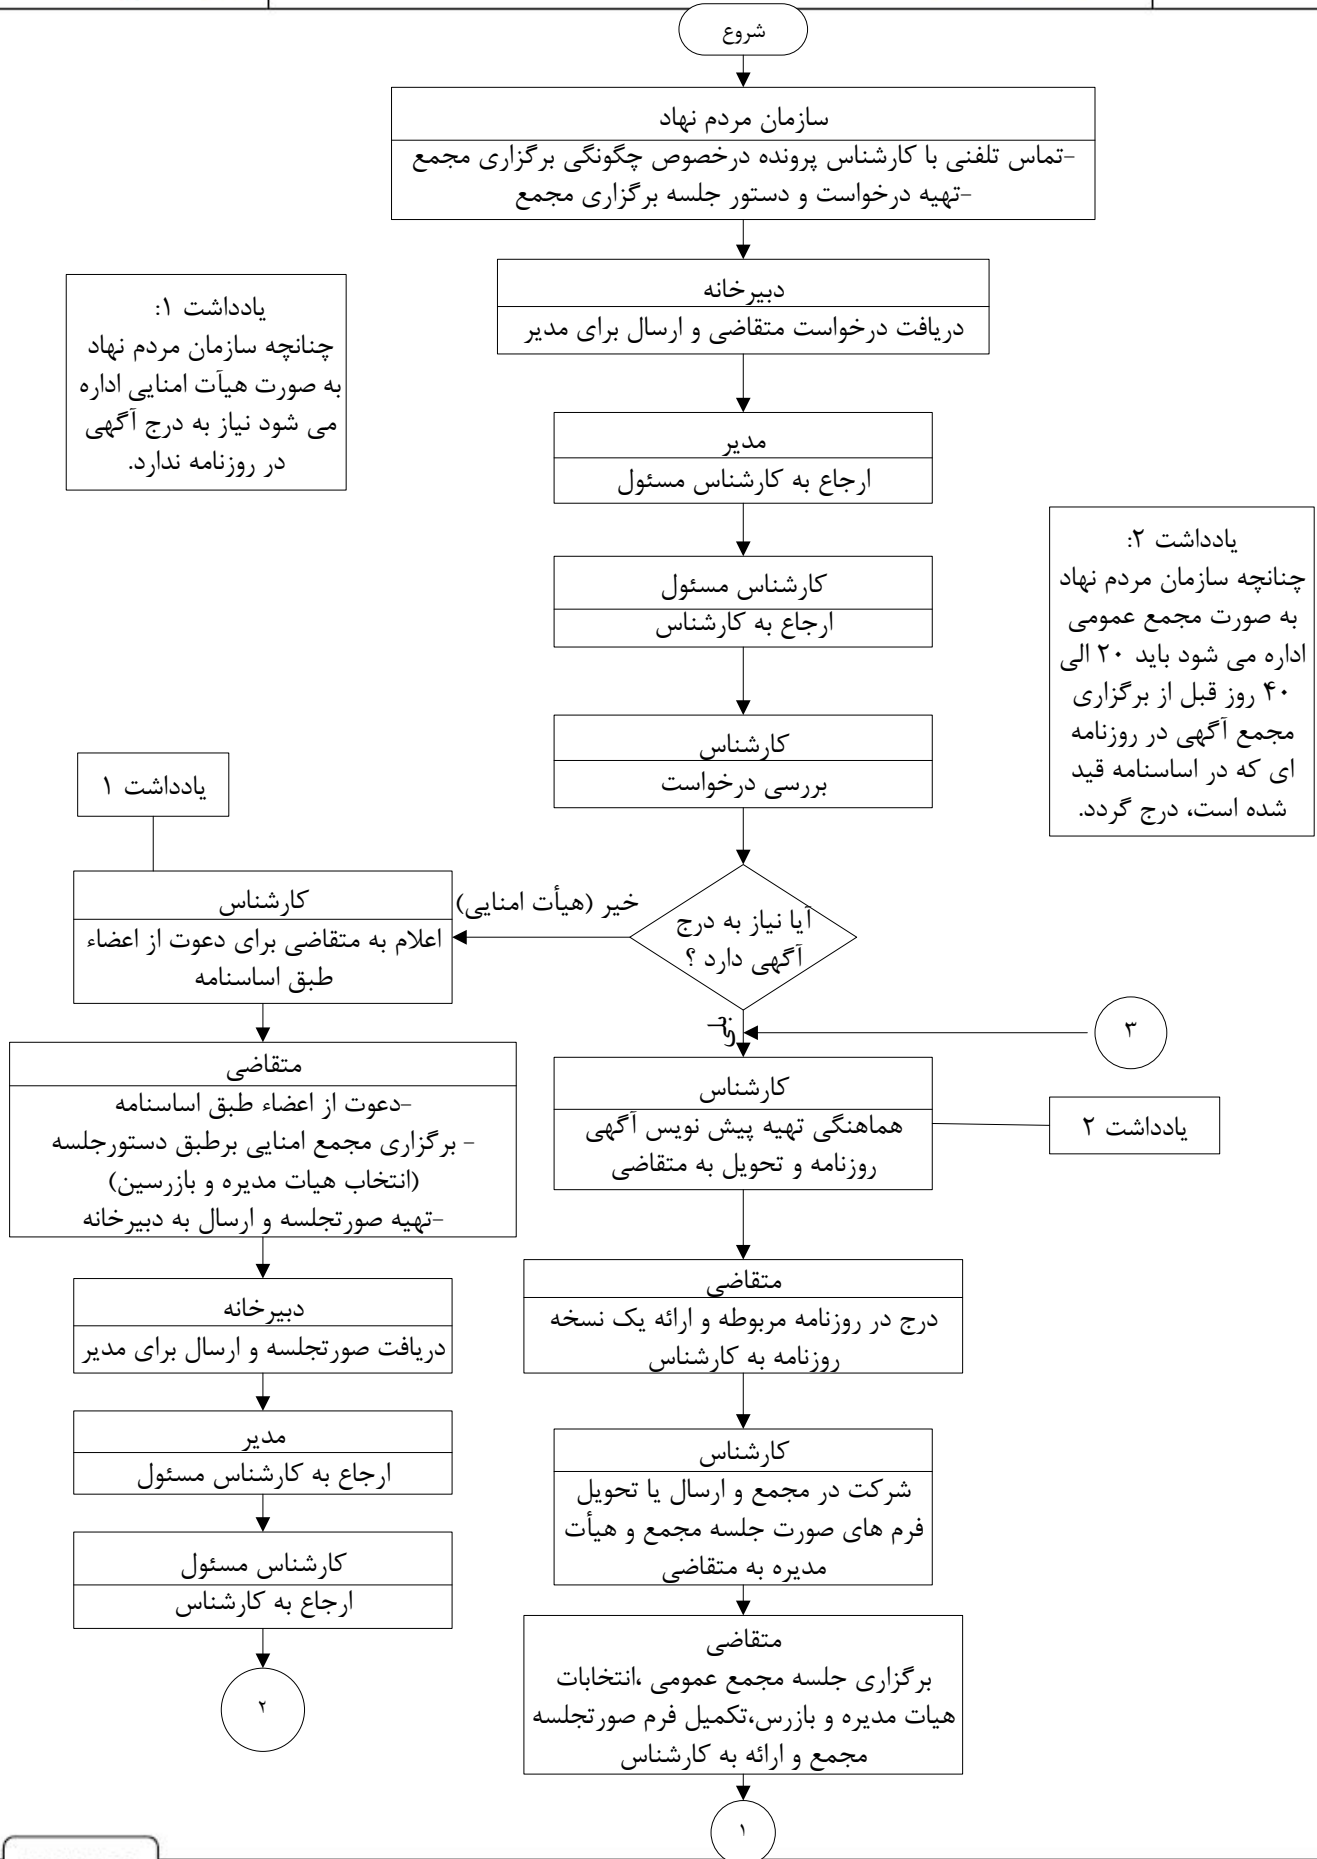 شروع
سازمان مردم نهاد
-تماس تلفنی با کارشناس پرونده درخصوص چگونگی برگزاری مجمع
-تهیه درخواست و دستور جلسه برگزاری مجمع
دبیرخانه
دریافت درخواست متقاضی و ارسال برای مدیر
یادداشت ۱:
چنانچه سازمان مردم نهاد
به صورت هیآت امنایی اداره
می شود نیاز به درج آگهی
در روزنامه ندارد.
مدیر
ارجاع به کارشناس مسئول
یادداشت ۲:
چنانچه سازمان مردم نهاد
به صورت مجمع عمومی
اداره می شود باید ۲۰ الی
۴۰ روز قبل از برگزاری
مجمع آگهی در روزنامه
ای که در اساسنامه قید
شده است، درج گردد.
کارشناس مسئول
ارجاع به کارشناس
کارشناس
بررسی درخواست
یادداشت ۱
آیا نیاز به درج
آگهی دارد ؟
خیر (هیأت امنایی)
بلی
کارشناس
اعلام به متقاضی برای دعوت از اعضاء
طبق اساسنامه
۳
کارشناس
هماهنگی تهیه پیش نویس آگهی
روزنامه و تحویل به متقاضی
یادداشت ۲
متقاضی
-دعوت از اعضاء طبق اساسنامه
- برگزاری مجمع امنایی برطبق دستورجلسه
(انتخاب هیات مدیره و بازرسین)
-تهیه صورتجلسه و ارسال به دبیرخانه
متقاضی
درج در روزنامه مربوطه و ارائه یک نسخه
روزنامه به کارشناس
دبیرخانه
دریافت صورتجلسه و ارسال برای مدیر
مدیر
ارجاع به کارشناس مسئول
کارشناس
شرکت در مجمع و ارسال یا تحویل
فرم های صورت جلسه مجمع و هیأت
مدیره به متقاضی
کارشناس مسئول
ارجاع به کارشناس
متقاضی
برگزاری جلسه مجمع عمومی ،انتخابات
هیات مدیره و بازرس،تکمیل فرم صورتجلسه
مجمع و ارائه به کارشناس
۲
۱